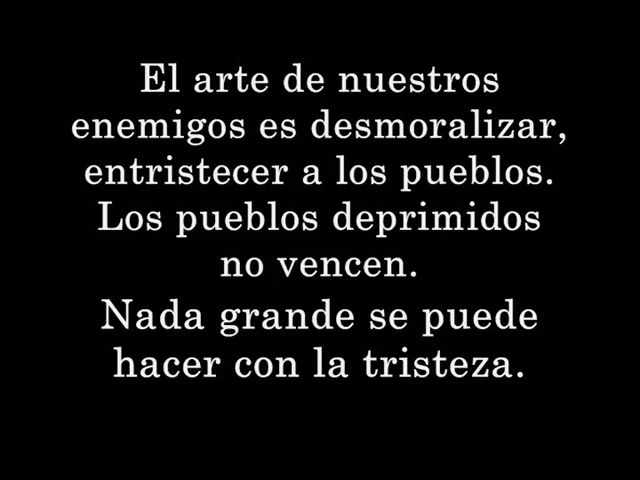 El arte de nuestros
enemigos es desmoralizar,
entristecer a los pueblos.
Los pueblos deprimidos
no vencen.
Nada grande se puede
hacer con la tristeza.